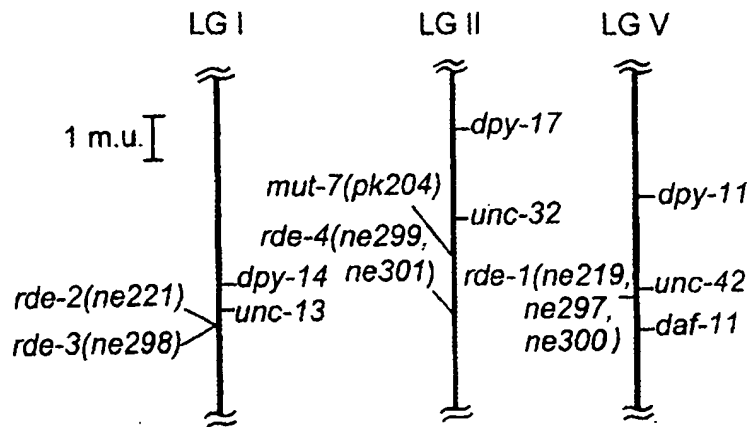 LG I
LG II
LG V
1 m.u.
dpy-17
mut-7(pk204)
unc-32
dpy-11
rde-4(ne299,
ne301)
dpy-14
unc-13
rde-2(ne221)
rde-3(ne298)
rde-1(ne219,
ne297,
ne300)
unc-42
daf-11